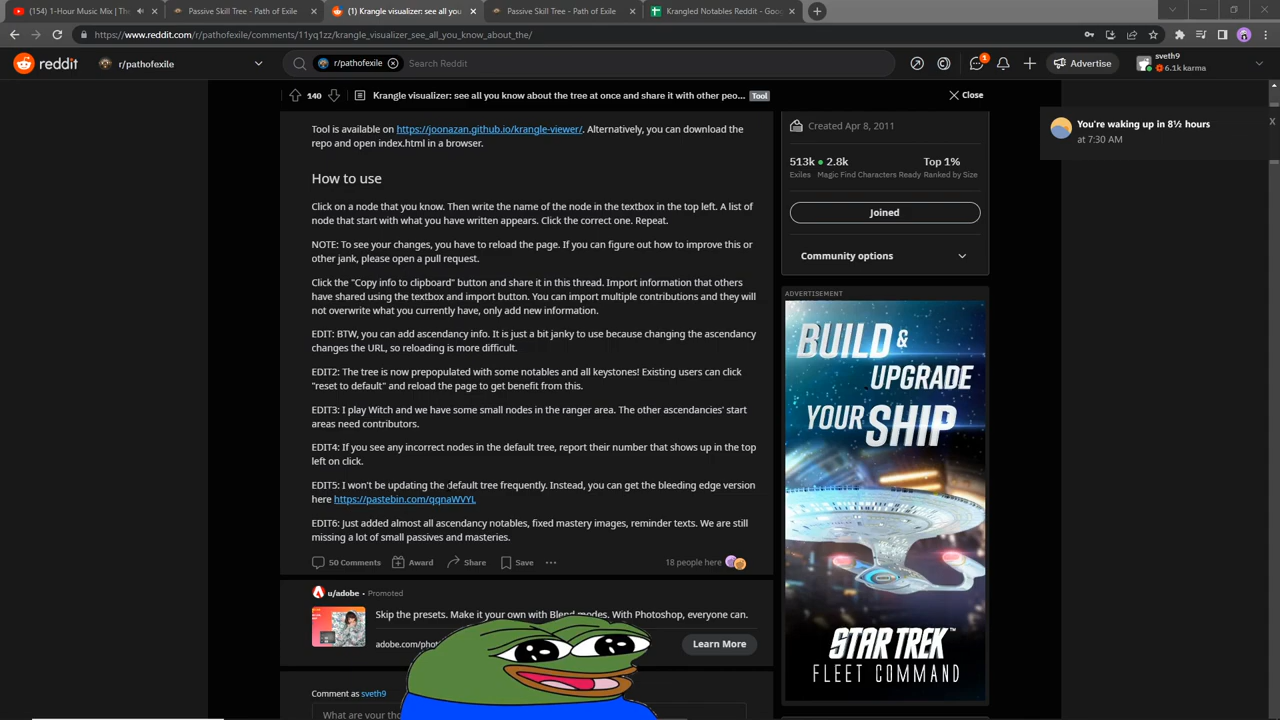 (154) 1-Hour Music Mix | The
Passive Skill Tree - Path of Exile
(1) Krangle visualizer: see all you
Passive Skill Tree - Path of Exile
Krangled Notables Reddit - Goog
https://www.reddit.com/r/pathofexile/comments/11yq1zz/krangle_visualizer_see_all_you_know_about_the/
reddit
r/pathofexile
r/pathofexile
Search Reddit
1
Advertise
sveth9
6.1k karma
140
Krangle visualizer: see all you know about the tree at once and share it with other peo...
Tool
Close
You're waking up in 8½ hours
at 7:30 AM
X
Tool is available on https://joonazan.github.io/krangle-viewer/. Alternatively, you can download the
repo and open index.html in a browser.
How to use
Click on a node that you know. Then write the name of the node in the textbox in the top left. A list of
node that start with what you have written appears. Click the correct one. Repeat.
NOTE: To see your changes, you have to reload the page. If you can figure out how to improve this or
other jank, please open a pull request.
Click the "Copy info to clipboard" button and share it in this thread. Import information that others
have shared using the textbox and import button. You can import multiple contributions and they will
not overwrite what you currently have, only add new information.
EDIT: BTW, you can add ascendancy info. It is just a bit janky to use because changing the ascendancy
changes the URL, so reloading is more difficult.
EDIT2: The tree is now prepopulated with some notables and all keystones! Existing users can click
"reset to default" and reload the page to get benefit from this.
EDIT3: I play Witch and we have some small nodes in the ranger area. The other ascendancies' start
areas need contributors.
EDIT4: If you see any incorrect nodes in the default tree, report their number that shows up in the top
left on click.
EDIT5: I won't be updating the default tree frequently. Instead, you can get the bleeding edge version
here https://pastebin.com/qqnaWVYL
EDIT6: Just added almost all ascendancy notables, fixed mastery images, reminder texts. We are still
missing a lot of small passives and masteries.
50 Comments
Award
Share
Save
18 people here
u/adobe • Promoted
Skip the presets. Make it your own with Blend modes. With Photoshop, everyone can.
adobe.com/phot
Learn More
Comment as sveth9
What are your tho
Created Apr 8, 2011
513k
2.8k
Top 1%
Exiles
Magic Find Characters Ready
Ranked by Size
Joined
Community options
ADVERTISEMENT
BUILD &
UPGRADE
YOUR SHIP
STAR TREK™
FLEET COMMAND